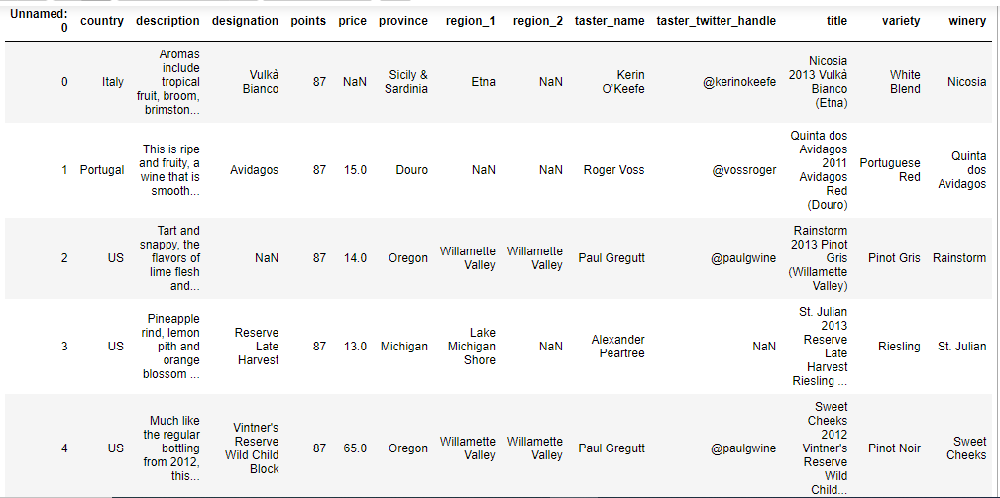 Unnamed: 0 country description designation points price province region_1 region_2 taster_name taster_twitter_handle title variety winery
0 Italy Aromas include tropical fruit, broom, brimston... Vulkà Bianco 87 NaN Sicily & Sardinia Etna NaN Kerin O'Keefe @kerinokeefe Nicosia 2013 Vulkà Bianco (Etna) White Blend Nicosia
1 Portugal This is ripe and fruity, a wine that is smooth... Avidagos 87 15.0 Douro NaN NaN Roger Voss @vossroger Quinta dos Avidagos 2011 Avidagos Red (Douro) Portuguese Red Quinta dos Avidagos
2 US Tart and snappy, the flavors of lime flesh and... NaN 87 14.0 Oregon Willamette Valley Willamette Valley Paul Gregutt @paulgwine Rainstorm 2013 Pinot Gris (Willamette Valley) Pinot Gris Rainstorm
3 US Pineapple rind, lemon pith and orange blossom ... Reserve Late Harvest 87 13.0 Michigan Lake Michigan Shore NaN Alexander Peartree NaN St. Julian 2013 Reserve Late Harvest Riesling ... Riesling St. Julian
4 US Much like the regular bottling from 2012, this... Vintner's Reserve Wild Child Block 87 65.0 Oregon Willamette Valley Willamette Valley Paul Gregutt @paulgwine Sweet Cheeks 2012 Vintner's Reserve Wild Child... Pinot Noir Sweet Cheeks